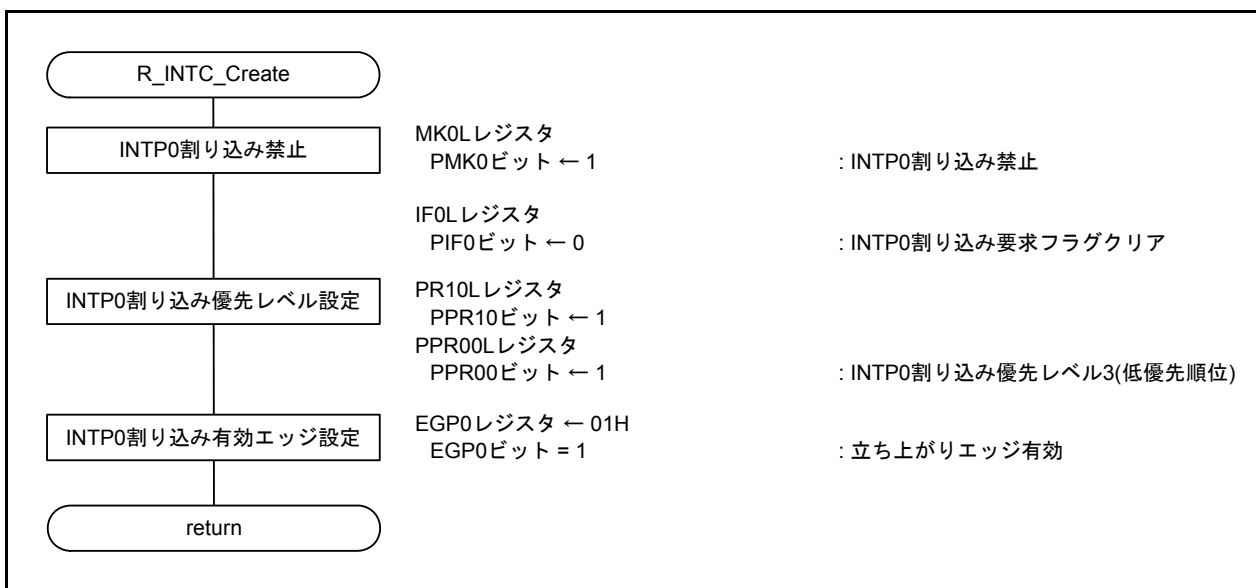 R_INTC_Create
INTP0割り込み禁止
MK0Lレジスタ
PMK0ビット ← 1 : INTP0割り込み禁止
IF0Lレジスタ
PIF0ビット ← 0 : INTP0割り込み要求フラグクリア
INTP0割り込み優先レベル設定
PR10Lレジスタ
PPR10ビット ← 1
PPR00Lレジスタ
PPR00ビット ← 1 : INTP0割り込み優先レベル3(低優先順位)
INTP0割り込み有効エッジ設定
EGP0レジスタ ← 01H
EGP0ビット = 1 : 立ち上がりエッジ有効
return